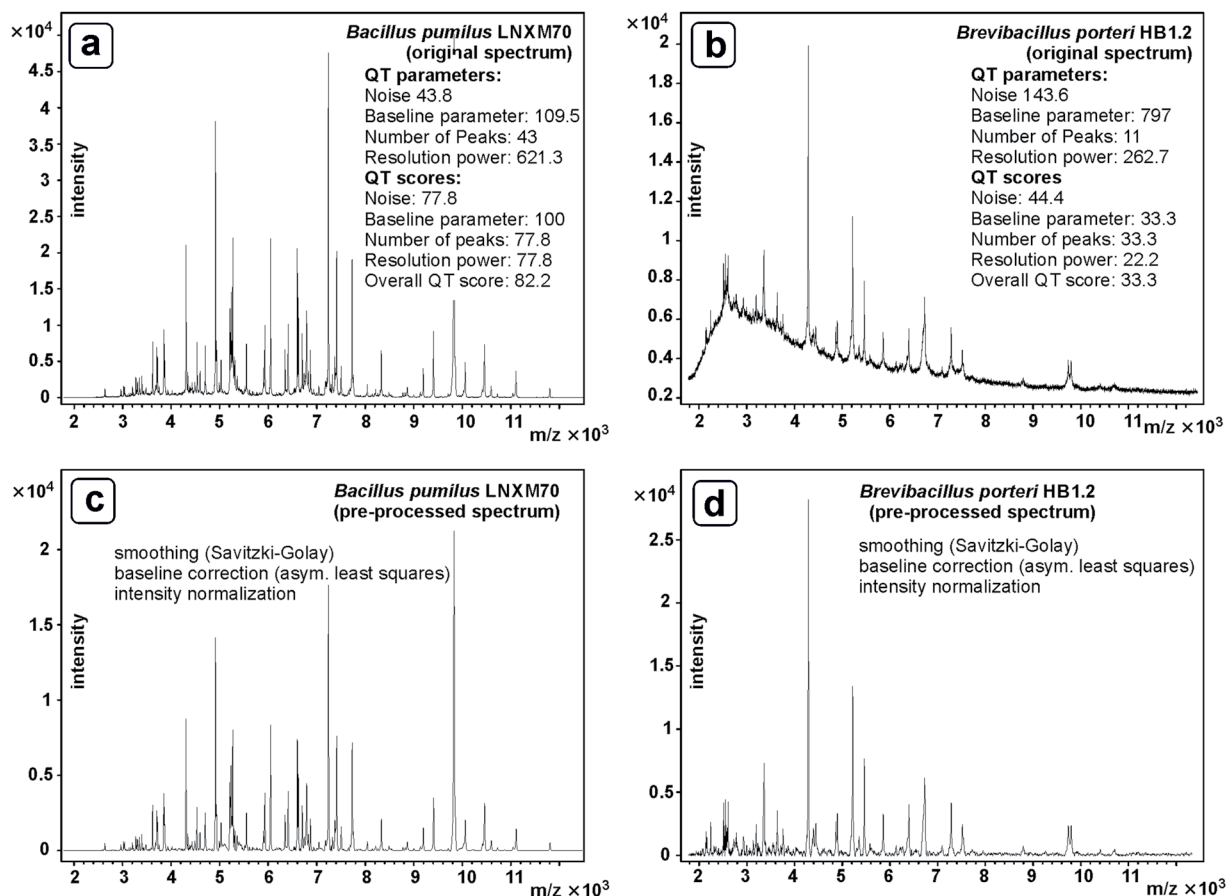 a
×10⁴
Bacillus pumilus LNXM70
(original spectrum)
QT parameters:
Noise 43.8
Baseline parameter: 109.5
Number of Peaks: 43
Resolution power: 621.3
QT scores:
Noise: 77.8
Baseline parameter: 100
Number of peaks: 77.8
Resolution power: 77.8
Overall QT score: 82.2
intensity
4.5
4
3.5
3
2.5
2
1.5
1
0.5
0
2 3 4 5 6 7 8 9 10 11
m/z ×10³
b
×10⁴
Brevibacillus porteri HB1.2
(original spectrum)
QT parameters:
Noise 143.6
Baseline parameter: 797
Number of Peaks: 11
Resolution power: 262.7
QT scores
Noise: 44.4
Baseline parameter: 33.3
Number of peaks: 33.3
Resolution power: 22.2
Overall QT score: 33.3
intensity
2
1.8
1.6
1.4
1.2
1
0.8
0.6
0.4
0.2
2 3 4 5 6 7 8 9 10 11 m/z ×10³
c
×10⁴
Bacillus pumilus LNXM70
(pre-processed spectrum)
smoothing (Savitzki-Golay)
baseline correction (asym. least squares)
intensity normalization
intensity
2
1.5
1
0.5
0
2 3 4 5 6 7 8 9 10 11
m/z ×10³
d
×10⁴
Brevibacillus porteri HB1.2
(pre-processed spectrum)
smoothing (Savitzki-Golay)
baseline correction (asym. least squares)
intensity normalization
intensity
2.5
2
1.5
1
0.5
0
2 3 4 5 6 7 8 9 10 11
m/z ×10³